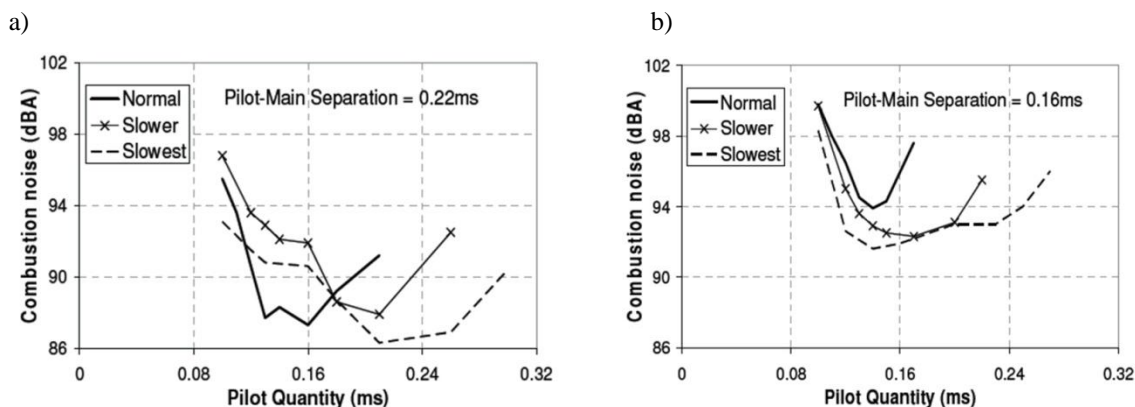 a)
102
98
94
90
86
Combustion noise (dBA)
Normal
Slower
Slowest
Pilot-Main Separation = 0.22ms
0
0.08
0.16
0.24
0.32
Pilot Quantity (ms)
b)
102
98
94
90
86
Combustion noise (dBA)
Normal
Slower
Slowest
Pilot-Main Separation = 0.16ms
0
0.08
0.16
0.24
0.32
Pilot Quantity (ms)